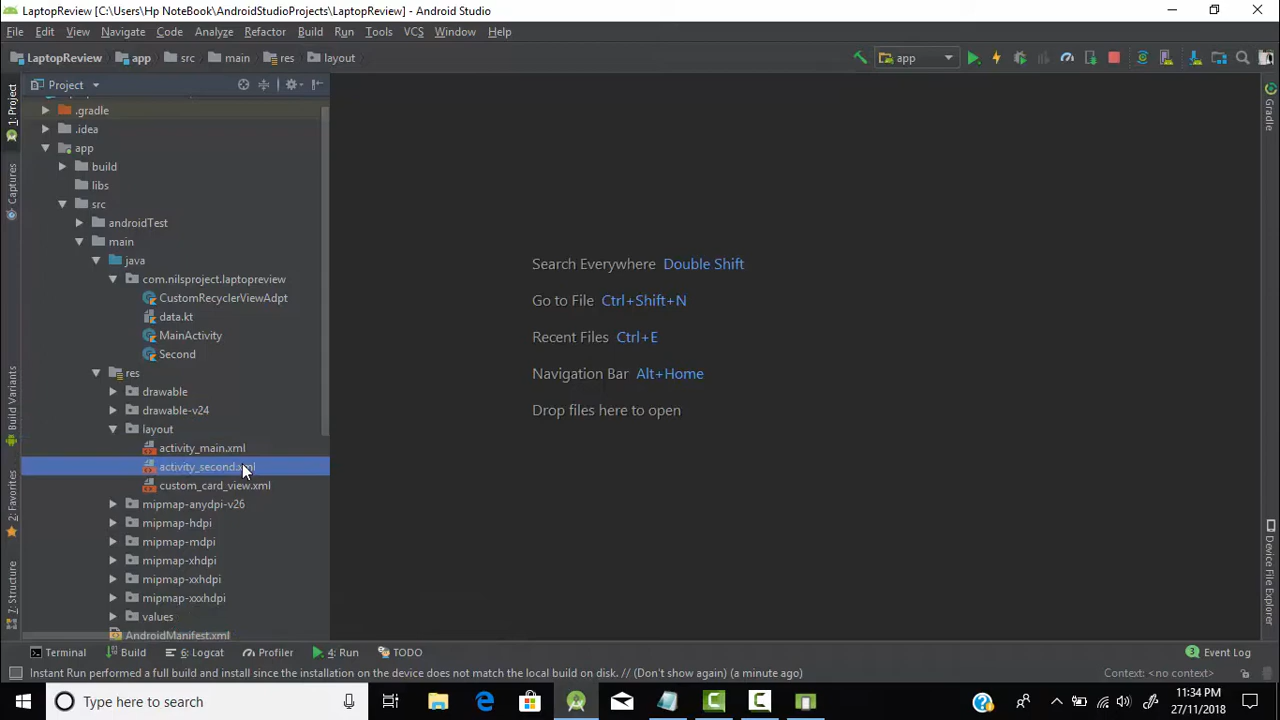 LaptopReview [C:\Users\Hp NoteBook\AndroidStudioProjects\LaptopReview] - Android Studio
File Edit View Navigate Code Analyze Refactor Build Run Tools VCS Window Help
LaptopReview app src main res layout app
Project
1: Project
Captures
Build Variants
2: Favorites
7: Structure
.gradle
.idea
app
build
libs
src
androidTest
main
java
com.nilsproject.laptopreview
CustomRecyclerViewAdpt
data.kt
MainActivity
Second
res
drawable
drawable-v24
layout
activity_main.xml
activity_second.xml
custom_card_view.xml
mipmap-anydpi-v26
mipmap-hdpi
mipmap-mdpi
mipmap-xhdpi
mipmap-xxhdpi
mipmap-xxxhdpi
values
AndroidManifest.xml
Search Everywhere Double Shift
Go to File Ctrl+Shift+N
Recent Files Ctrl+E
Navigation Bar Alt+Home
Drop files here to open
Gradle
Device File Explorer
Terminal Build 6: Logcat Profiler 4: Run TODO 3 Event Log
Instant Run performed a full build and install since the installation on the device does not match the local build on disk. // (Don't show again) (a minute ago) Context: <no context>
Type here to search
11:34 PM
27/11/2018